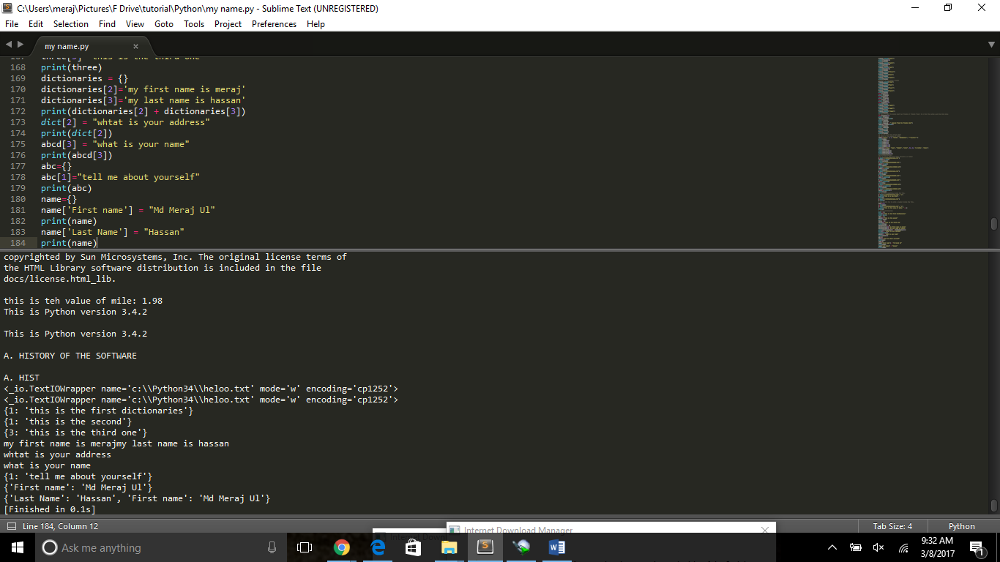 C:\Users\meraj\Pictures\F Drive\tutorial\Python\my name.py - Sublime Text (UNREGISTERED)
File Edit Selection Find View Goto Tools Project Preferences Help
my name.py
168 print(three)
169 dictionaries = {}
170 dictionaries[2]='my first name is meraj'
171 dictionaries[3]='my last name is hassan'
172 print(dictionaries[2] + dictionaries[3])
173 dict[2] = "whtat is your address"
174 print(dict[2])
175 abcd[3] = "what is your name"
176 print(abcd[3])
177 abc={}
178 abc[1]="tell me about yourself"
179 print(abc)
180 name={}
181 name['First name'] = "Md Meraj Ul"
182 print(name)
183 name['Last Name'] = "Hassan"
184 print(name)
copyrighted by Sun Microsystems, Inc. The original license terms of
the HTML Library software distribution is included in the file
docs/license.html_lib.
this is teh value of mile: 1.98
This is Python version 3.4.2
This is Python version 3.4.2
A. HISTORY OF THE SOFTWARE
A. HIST
<_io.TextIOWrapper name='c:\\Python34\\heloo.txt' mode='w' encoding='cp1252'>
<_io.TextIOWrapper name='c:\\Python34\\heloo.txt' mode='w' encoding='cp1252'>
{1: 'this is the first dictionaries'}
{1: 'this is the second'}
{3: 'this is the third one'}
my first name is merajmy last name is hassan
whtat is your address
what is your name
{1: 'tell me about yourself'}
{'First name': 'Md Meraj Ul'}
{'Last Name': 'Hassan', 'First name': 'Md Meraj Ul'}
[Finished in 0.1s]
Line 184, Column 12 Tab Size: 4 Python
Internet Download Manager
Internet Downl
Ask me anything
9:32 AM
3/8/2017
1